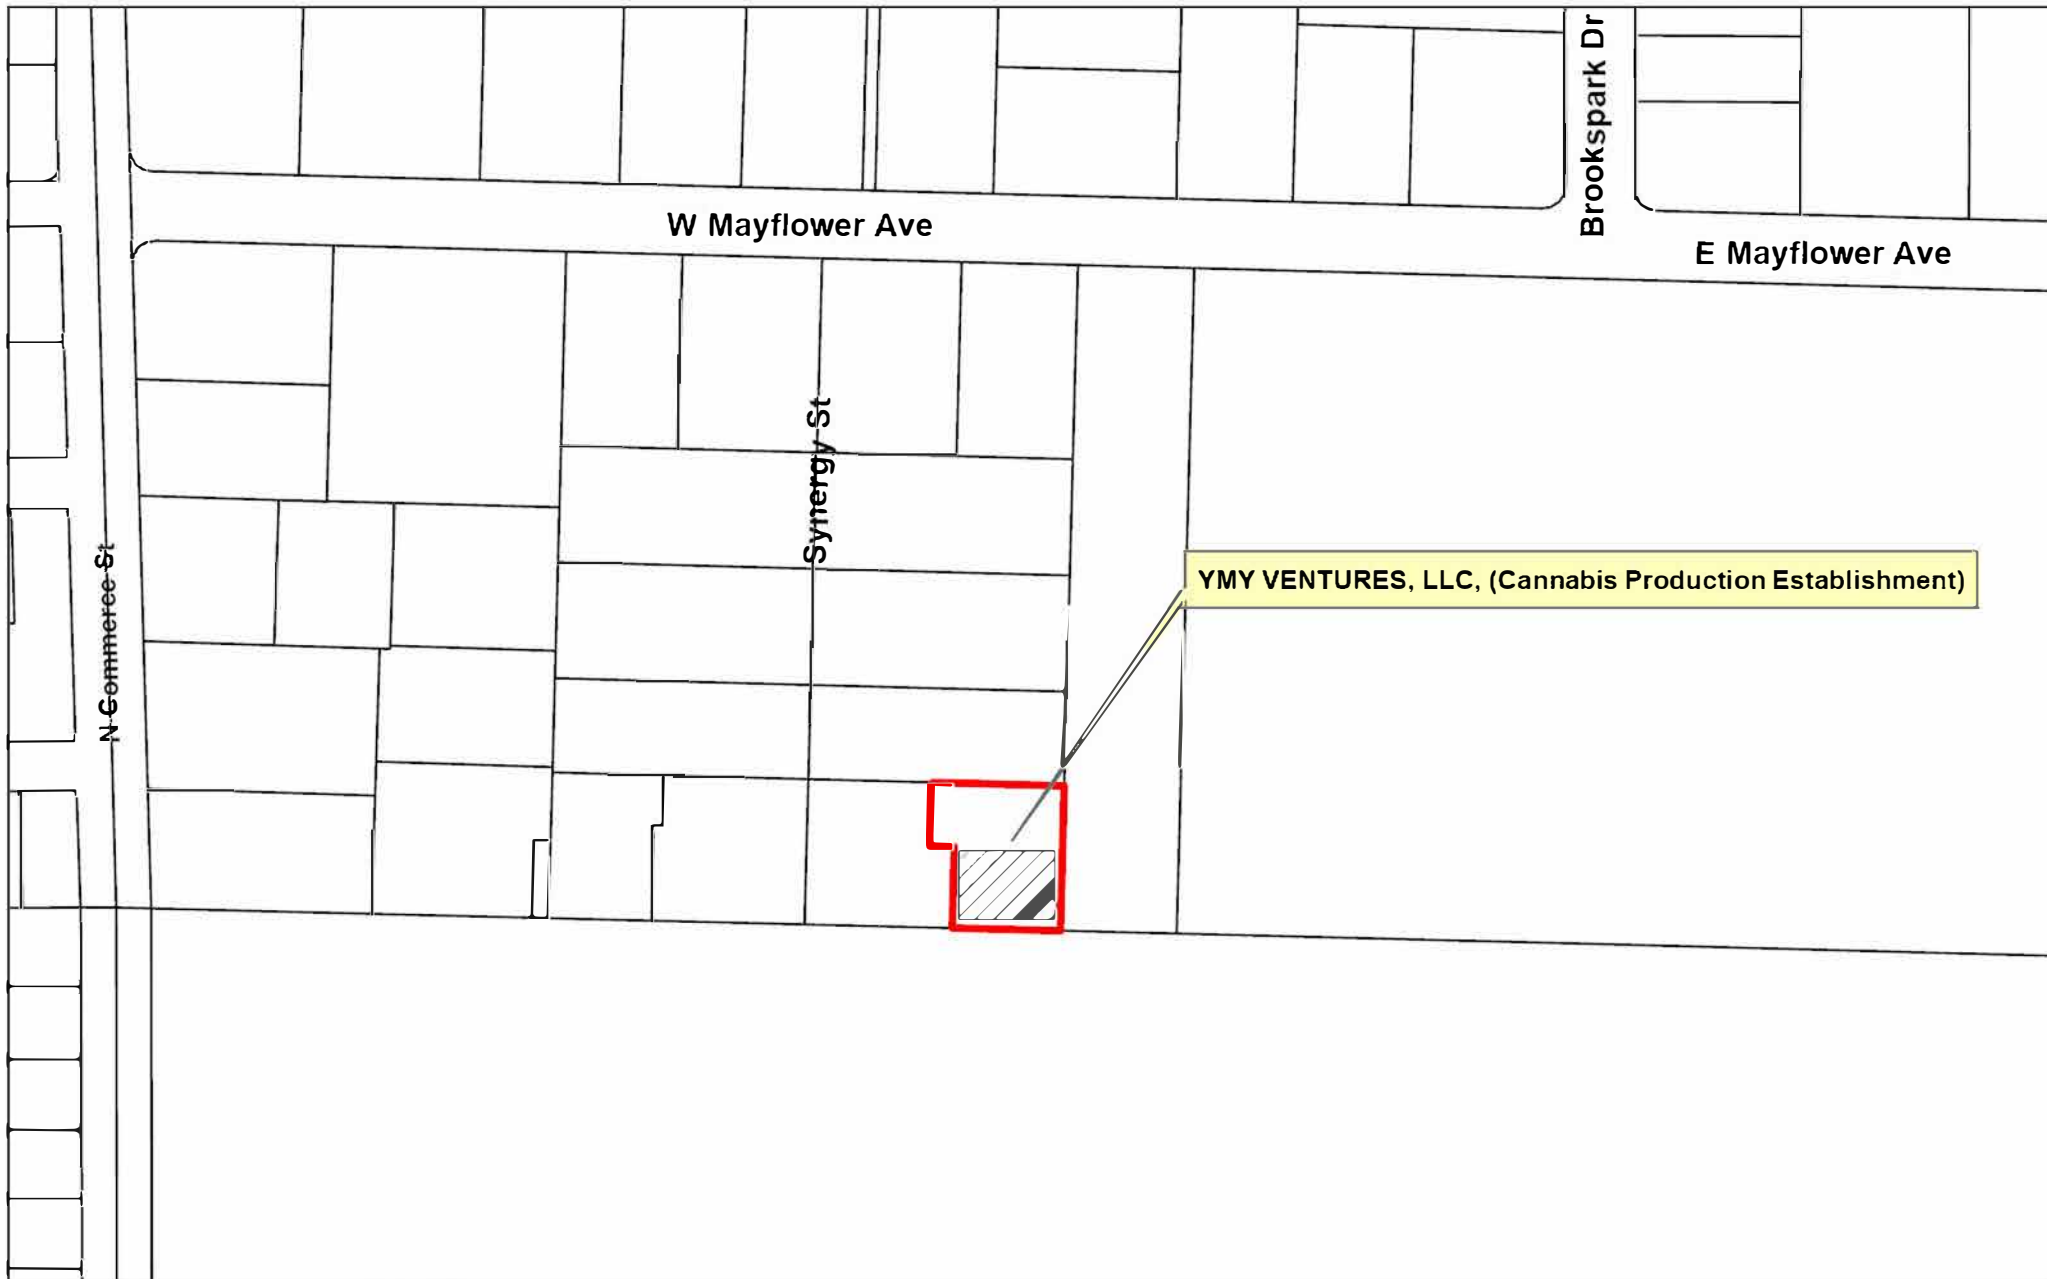 Brookspark Dr
W Mayflower Ave
E Mayflower Ave
Synergy St
N Commerce St
YMY VENTURES, LLC, (Cannabis Production Establishment)